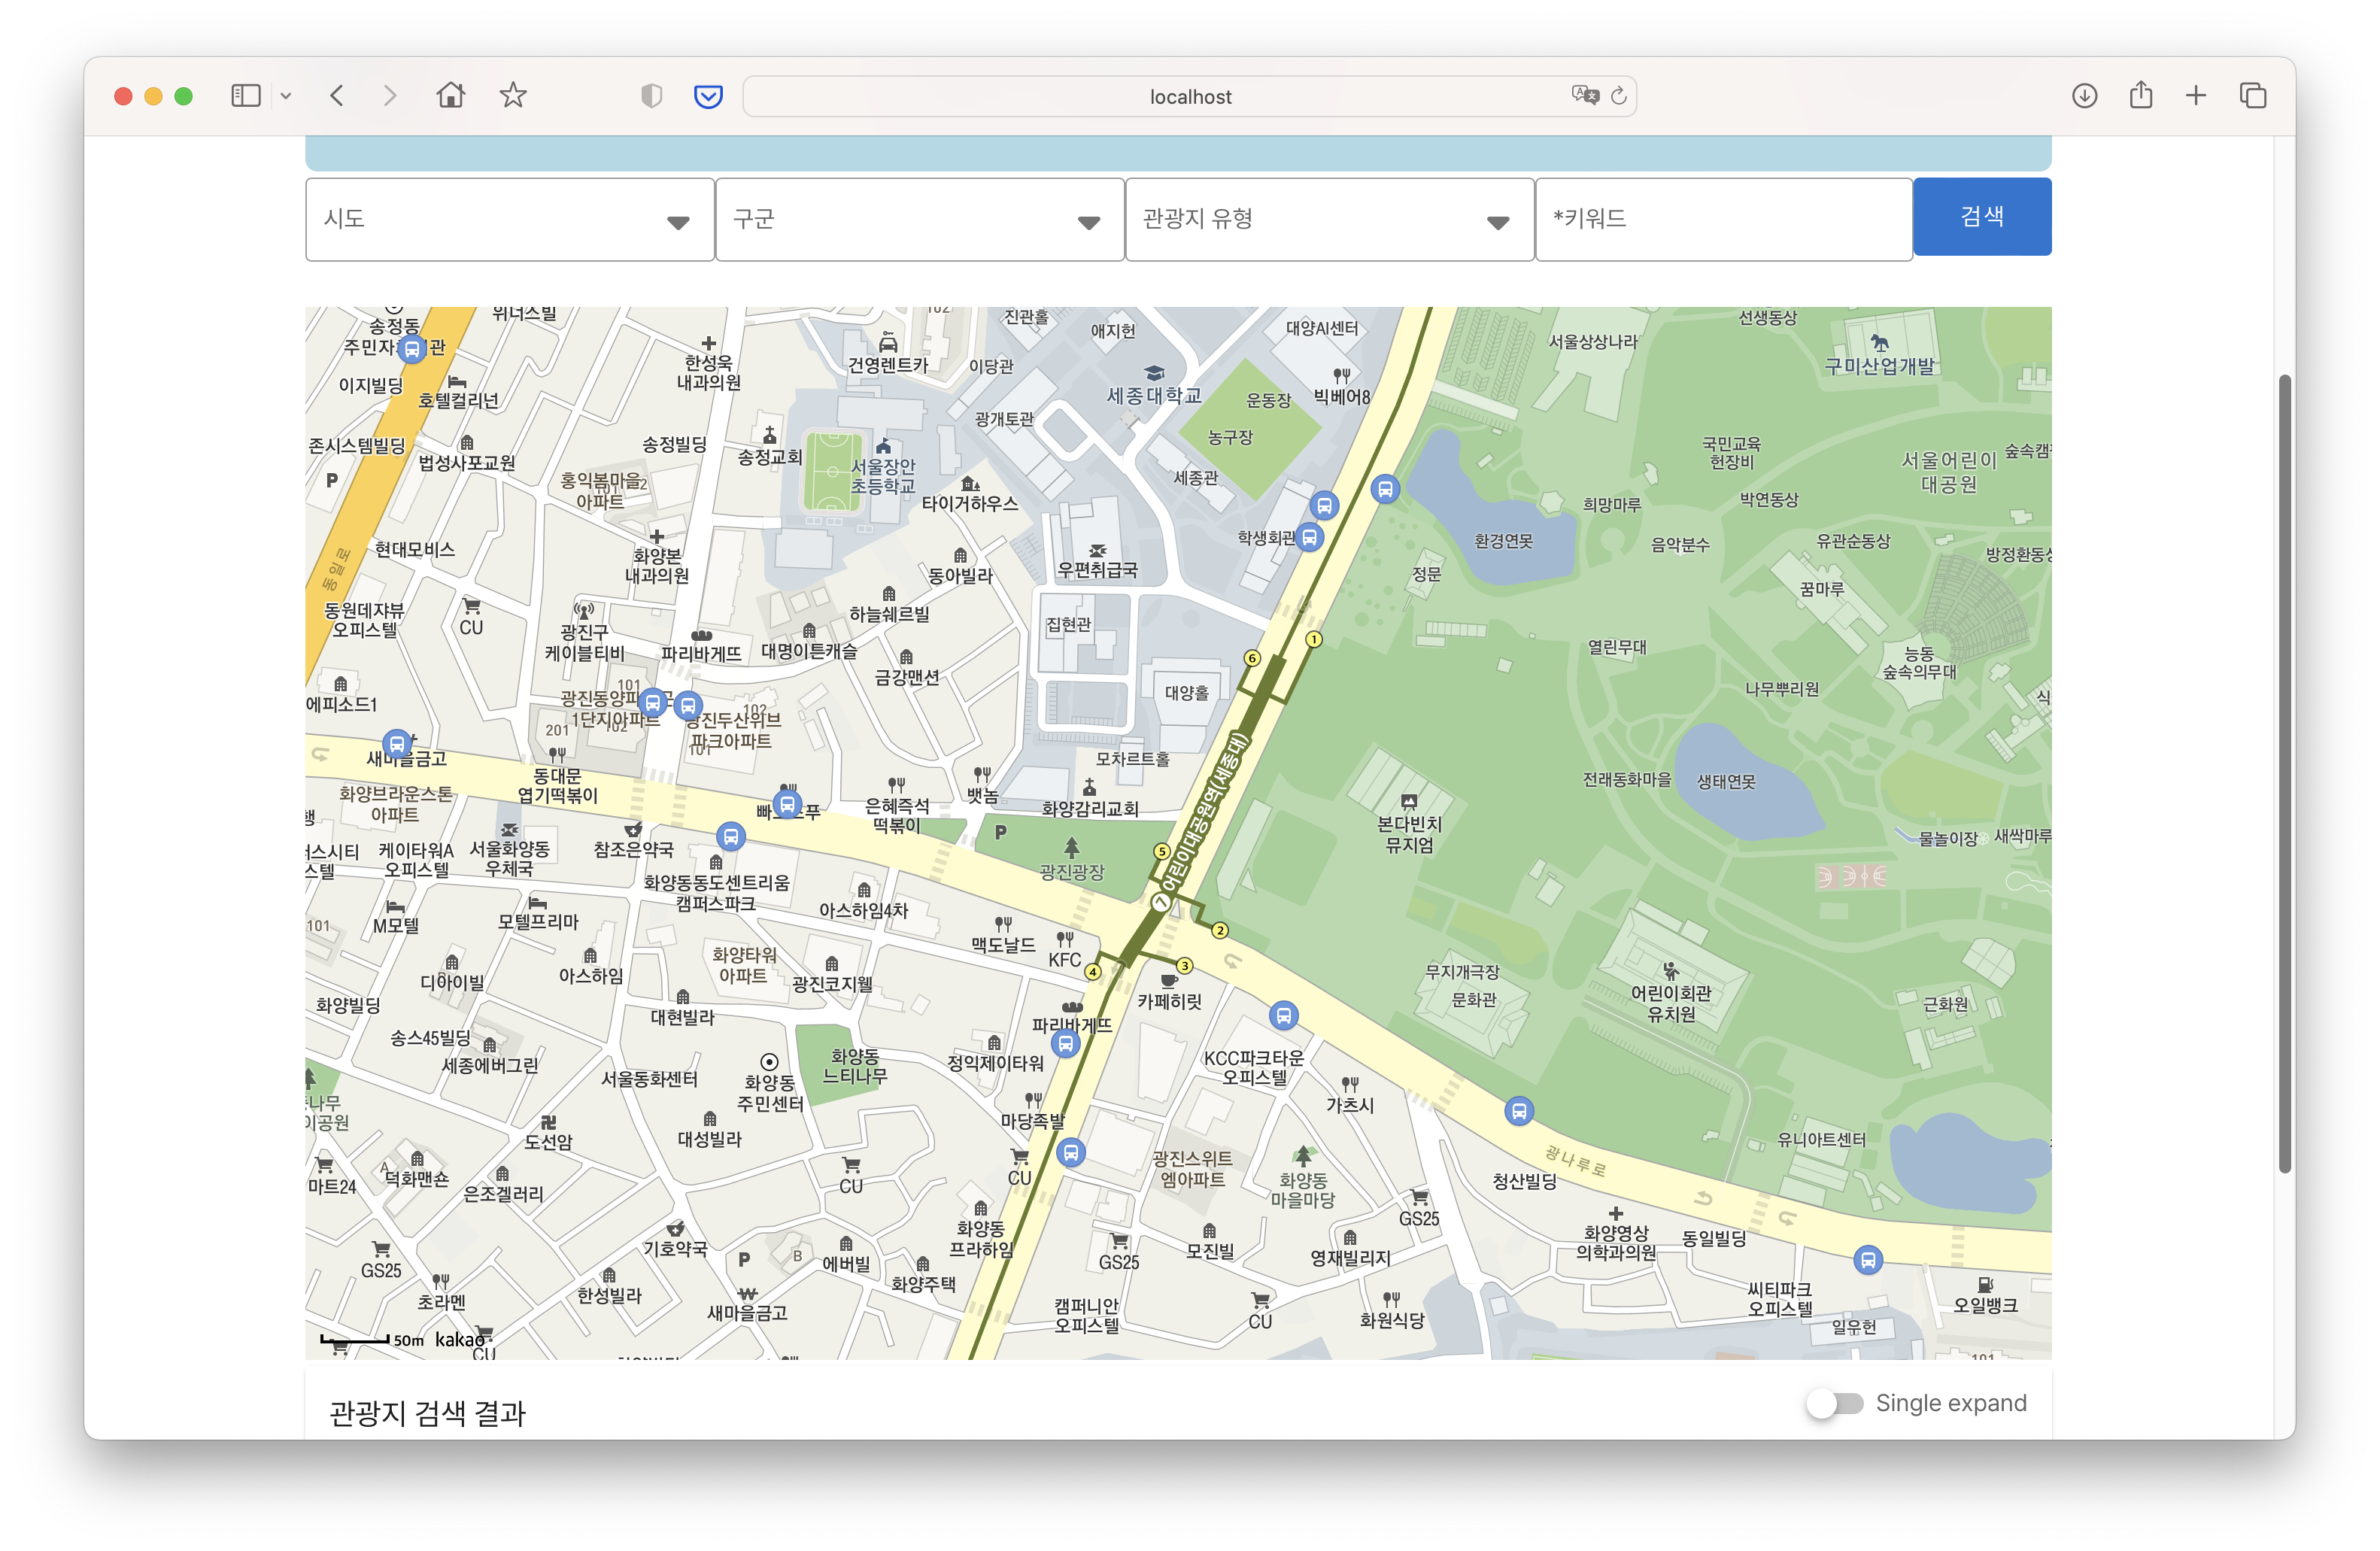 localhost
시도
구군
관광지 유형
*키워드
검색
송정동
이지빌딩
위너스빌
호텔컬리넌
한성욱
내과의원
건영렌트카
이당관
진관홀
애지헌
대양AI센터
세종대학교
광개토관
운동장
빅베어8
농구장
서울상상나라
선생동상
구미산업개발
존시스템빌딩
P
법성사포교원
송정빌딩
송정교회
서울장안
초등학교
타이거하우스
세종관
학생회관
국민교육
헌장비
서울어린이
대공원
희망마루
박연동상
홍익봄마을
아파트
동일로
현대모비스
화양본
내과의원
동아빌라
우편취급국
정문
환경연못
음악분수
유관순동상
꿈마루
동원데쟈뷰
오피스텔
CU
광진구
케이블티비
파리바게뜨
대명이튼캐슬
하늘쉐르빌
금강맨션
집현관
대양홀
6
1
열린무대
나무뿌리원
능동
숲속의무대
에피소드1
101
1단지아파트
102
201
102
광진두산위브
파크아파트
101
새마을금고
동대문
엽기떡볶이
화양브라운스톤
아파트
은혜즉석
떡볶이
뱃놈
모차르트홀
화양감리교회
P
광진광장
어린이대공원역(세종대)
5
2
3
4
본다빈치
뮤지엄
전래동화마을
생태연못
물놀이장
새싹마루
케이타워A
오피스텔
서울화양동
우체국
참조은약국
화양동동도센트리움
캠퍼스파크
아스하임4차
M모텔
모텔프리마
101
맥도날드
KFC
카페히릿
디아이빌
아스하임
화양타워
아파트
광진코지웰
화양빌딩
대현빌라
무지개극장
문화관
어린이회관
유치원
근화원
송스45빌딩
세종에버그린
서울동화센터
화양동
주민센터
화양동
느티나무
정익제이타워
파리바게뜨
KCC파크타운
오피스텔
가츠시
도선암
대성빌라
마당족발
CU
광진스위트
엠아파트
화양동
마을마당
청산빌딩
광나루로
유니아트센터
마트24
A
덕화맨숀
은조겔러리
CU
GS25
기호약국
P
B
에버빌
화양주택
화양동
프라하임
GS25
모진빌
영재빌리지
화양영상
의학과의원
동일빌딩
GS25
초라멘
한성빌라
새마을금고
캠퍼니안
오피스텔
CU
화원식당
씨티파크
오피스텔
일유헌
오일뱅크
50m kakao
CU
관광지 검색 결과
Single expand